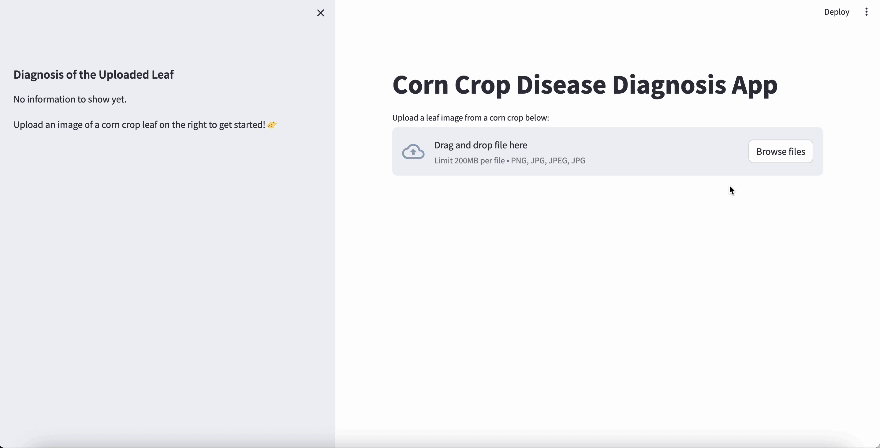 Deploy
Diagnosis of the Uploaded Leaf
No information to show yet.
Upload an image of a corn crop leaf on the right to get started!
Corn Crop Disease Diagnosis App
Upload a leaf image from a corn crop below:
Drag and drop file here
Limit 200MB per file • PNG, JPG, JPEG, JPG
Browse files